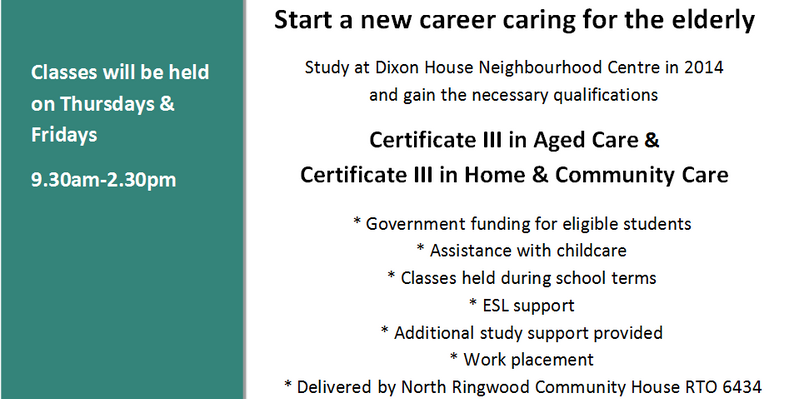 Classes will be held
on Thursdays &
Fridays
9.30am-2.30pm
Start a new career caring for the elderly
Study at Dixon House Neighbourhood Centre in 2014
and gain the necessary qualifications
Certificate III in Aged Care &
Certificate III in Home & Community Care
* Government funding for eligible students
* Assistance with childcare
* Classes held during school terms
* ESL support
* Additional study support provided
* Work placement
* Delivered by North Ringwood Community House RTO 6434